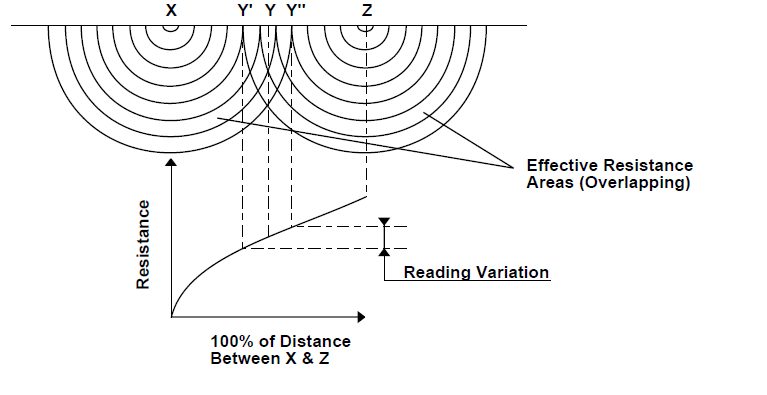 X Y' Y Y'' Z
Effective Resistance
Areas (Overlapping)
Resistance
Reading Variation
100% of Distance
Between X & Z